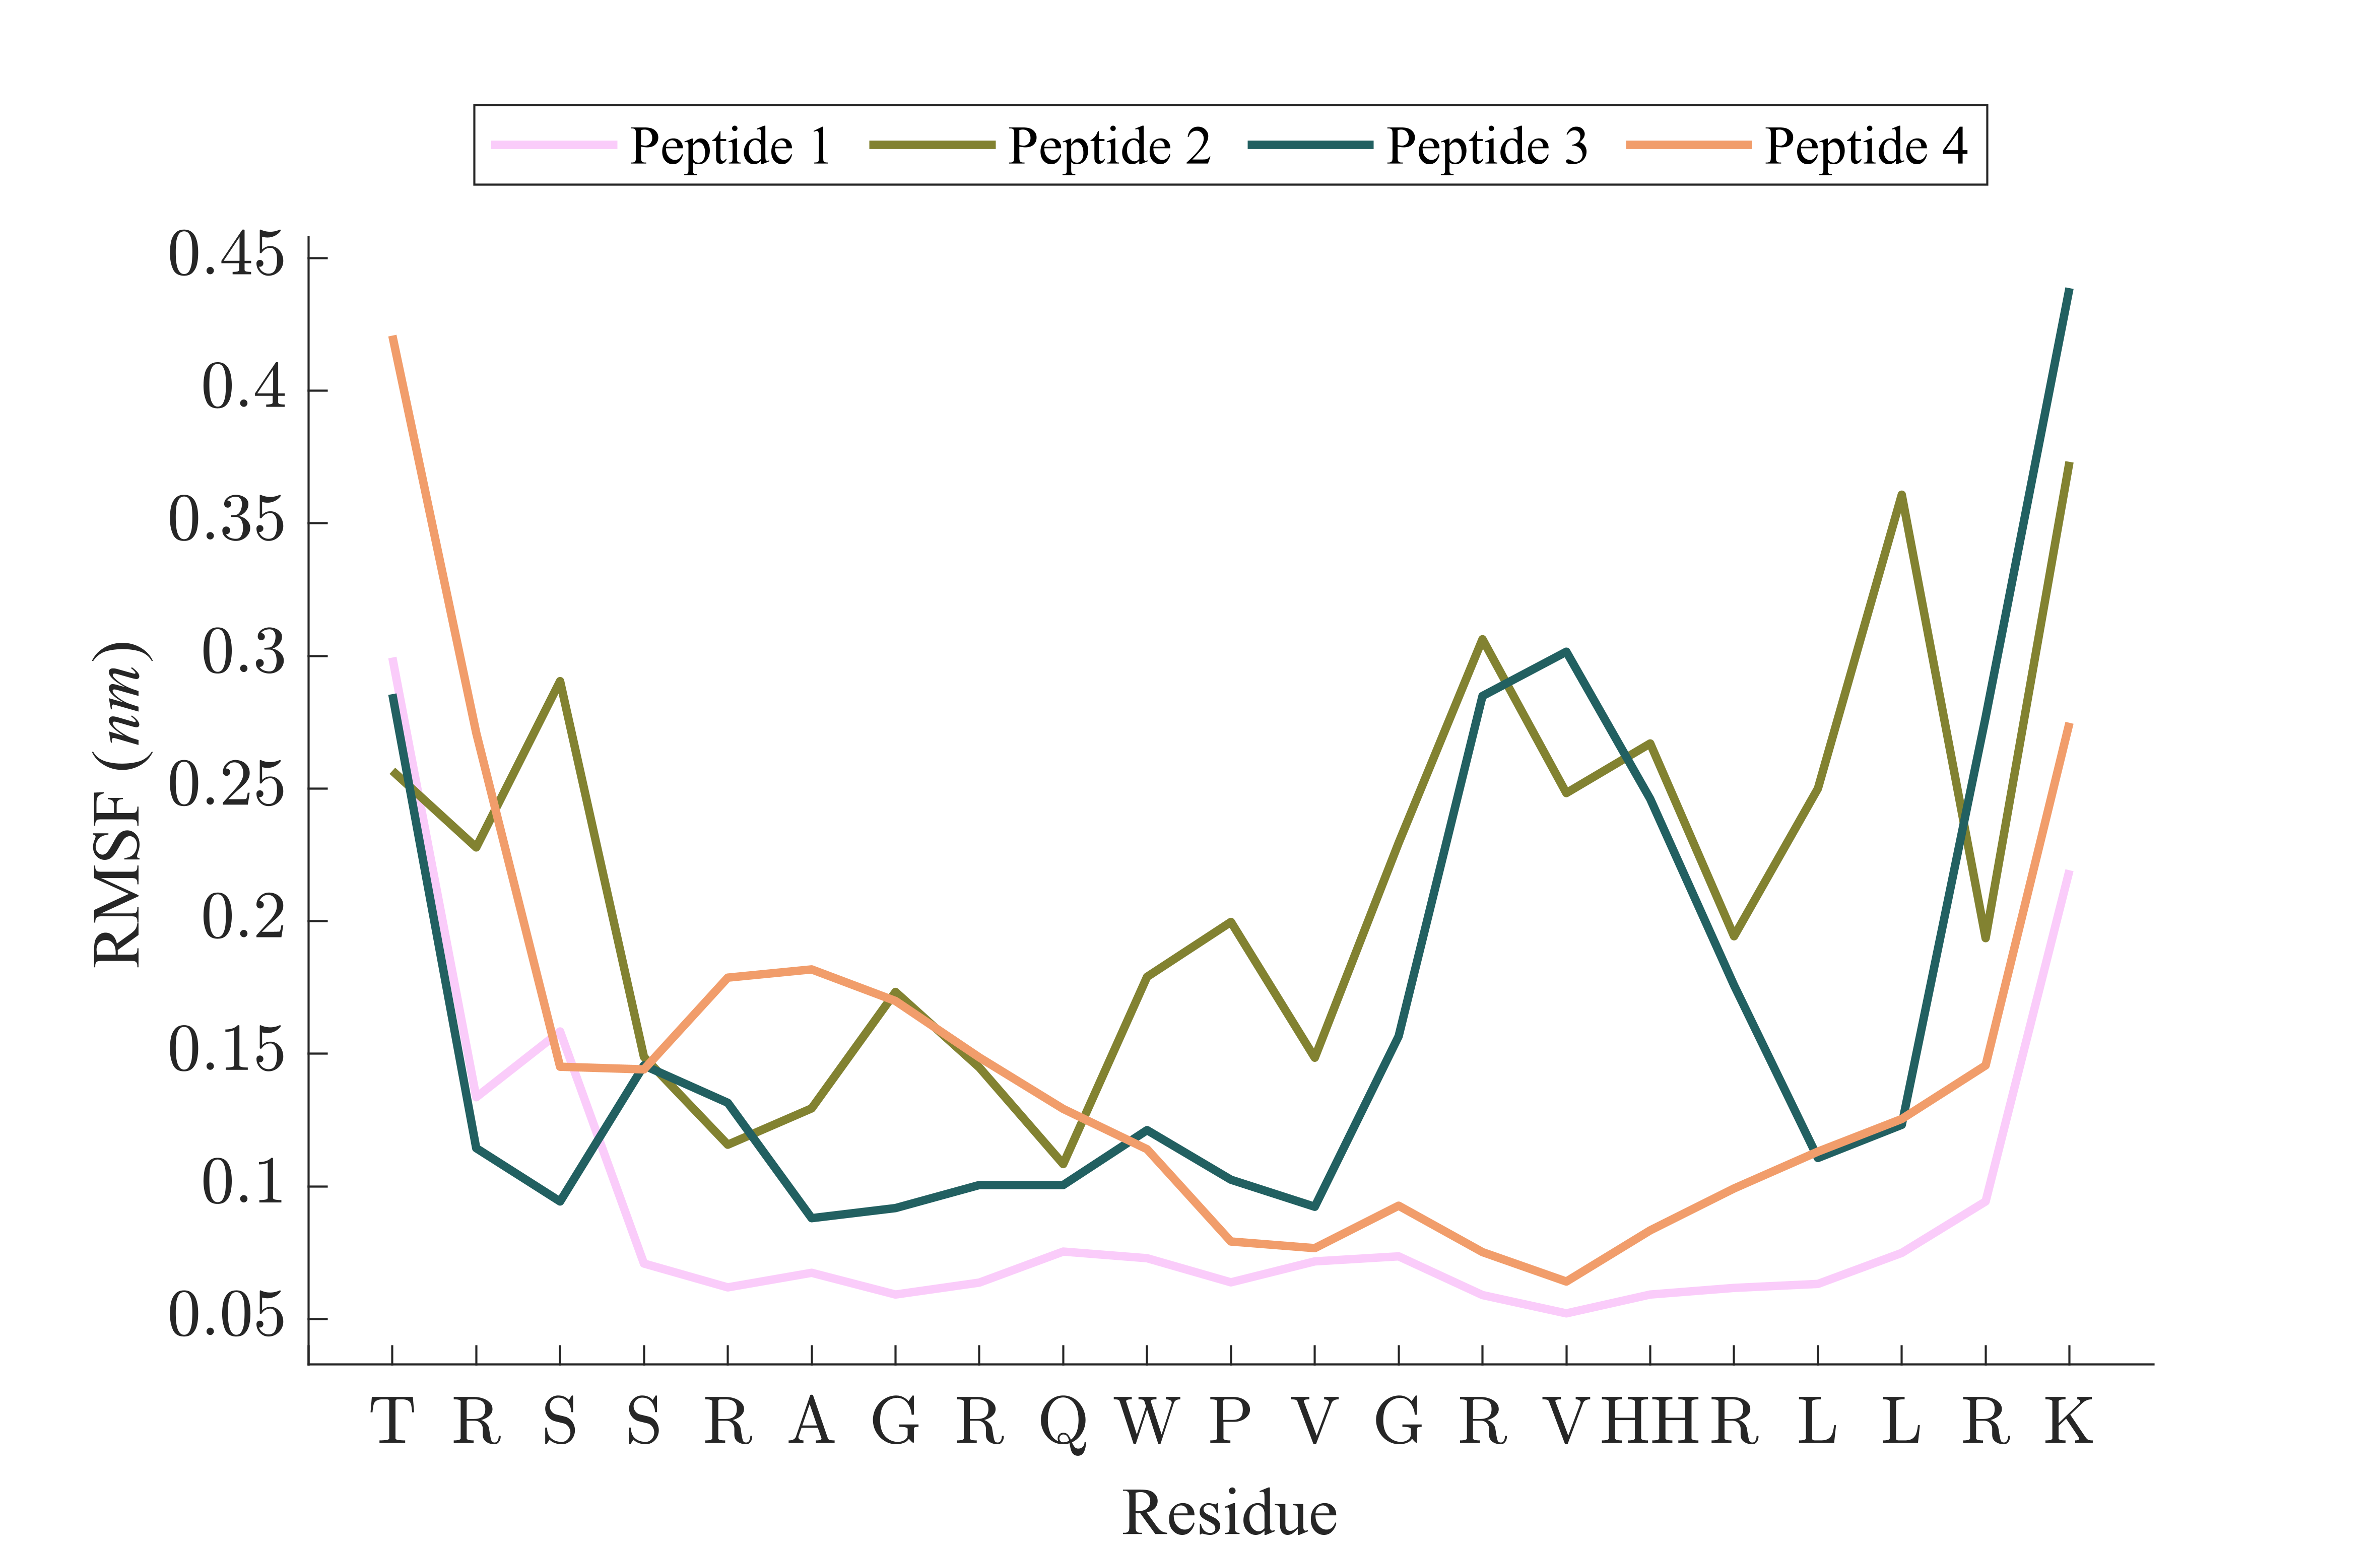 Peptide 1 Peptide 2 Peptide 3 Peptide 4
0.45
0.4
0.35
0.3
0.25
0.2
0.15
0.1
0.05
RMSF (nm)
T R S S R A G R Q W P V G R V HHH R L L R K
Residue